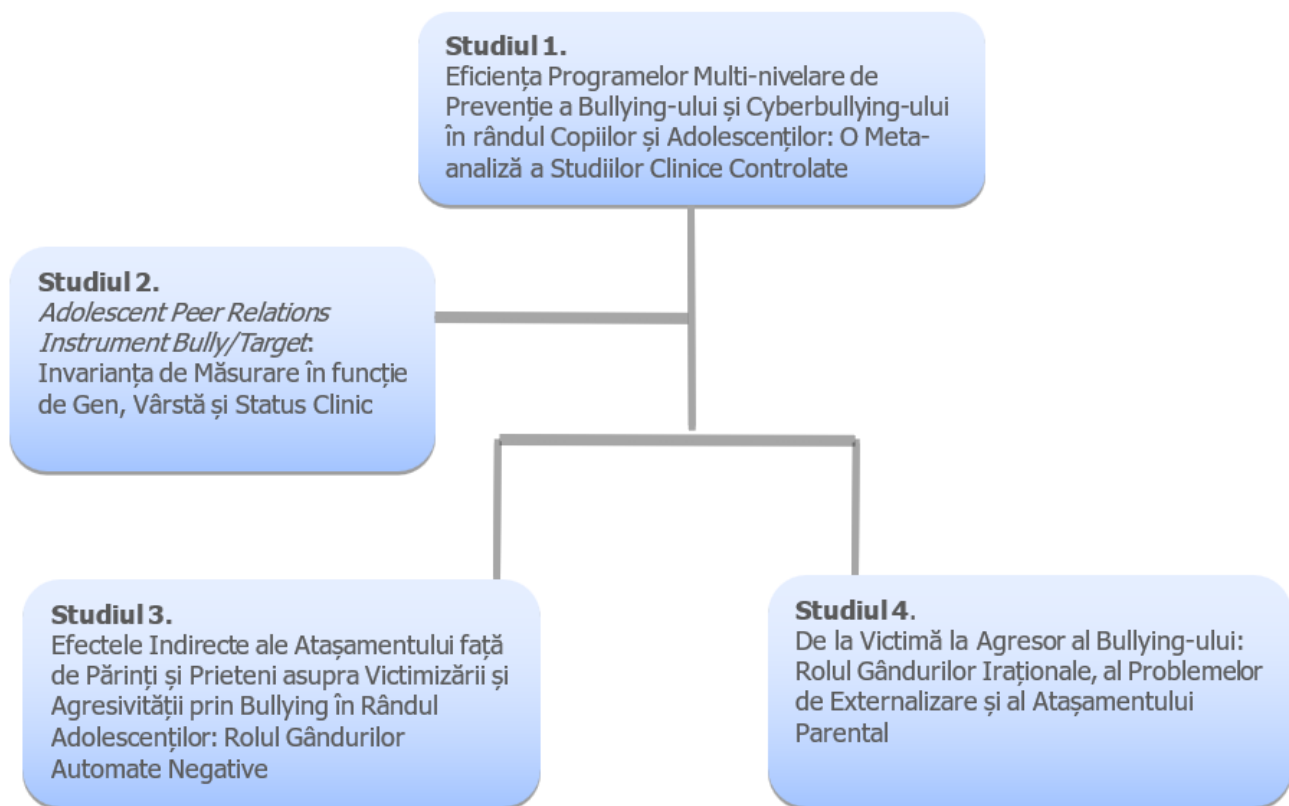 Studiul 1.
Eficiența Programelor Multi-nivelare de
Prevenție a Bullying-ului și Cyberbullying-ului
în rândul Copiilor și Adolescenților: O Meta-
analiză a Studiilor Clinice Controlate
Studiul 2.
Adolescent Peer Relations
Instrument Bully/Target:
Invarianța de Măsurare în funcție
de Gen, Vârstă și Status Clinic
Studiul 3.
Efectele Indirecte ale Atașamentului față
de Părinți și Prieteni asupra Victimizării și
Agresivității prin Bullying în Rândul
Adolescenților: Rolul Gândurilor
Automate Negative
Studiul 4.
De la Victimă la Agresor al Bullying-ului:
Rolul Gândurilor Iraționale, al Problemelor
de Externalizare și al Atașamentului
Parental